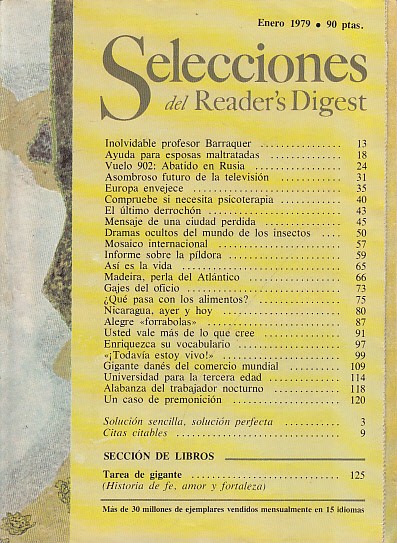 Enero 1979 • 90 ptas.
Selecciones
del Reader's Digest
Inolvidable profesor Barraquer ................ 13
Ayuda para esposas maltratadas .............. 18
Vuelo 902: Abatido en Rusia ................... 24
Asombroso futuro de la televisión ............ 31
Europa envejece ............................. 35
Compruebe si necesita psicoterapia .......... 40
El último derrochón .......................... 43
Mensaje de una ciudad perdida ............... 45
Dramas ocultos del mundo de los insectos .... 50
Mosaico internacional ........................ 57
Informe sobre la píldora ...................... 59
Así es la vida ................................ 65
Madeira, perla del Atlántico .................. 66
Gajes del oficio .............................. 73
¿Qué pasa con los alimentos? ................. 75
Nicaragua, ayer y hoy ........................ 80
Alegre «forrabolas» ........................... 87
Usted vale más de lo que cree ................ 91
Enriquezca su vocabulario .................... 97
«¡Todavía estoy vivo!» ........................ 99
Gigante danés del comercio mundial ......... 109
Universidad para la tercera edad ............. 114
Alabanza del trabajador nocturno ............ 118
Un caso de premonición ..................... 120
Solución sencilla, solución perfecta ........... 3
Citas citables ................................ 9
SECCIÓN DE LIBROS
Tarea de gigante ............................. 125
(Historia de fe, amor y fortaleza)
Más de 30 millones de ejemplares vendidos mensualmente en 15 idiomas